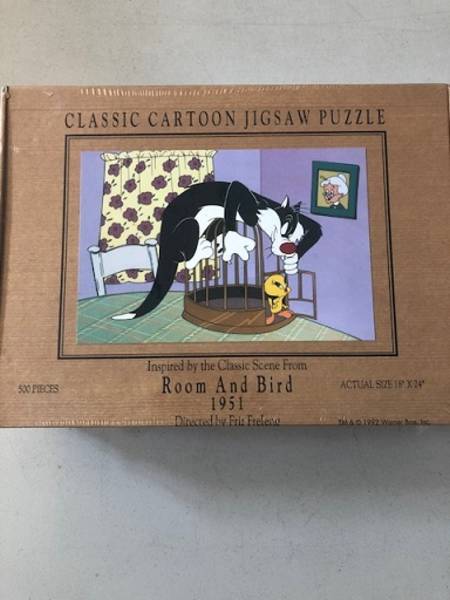 CLASSIC CARTOON JIGSAW PUZZLE
Inspired by the Classic Scene From
500 PIECES
Room And Bird
ACTUAL SIZE 18" X 24"
1951
Directed by Fris Freleng
TM & © 1992 Warner Bros. Inc.